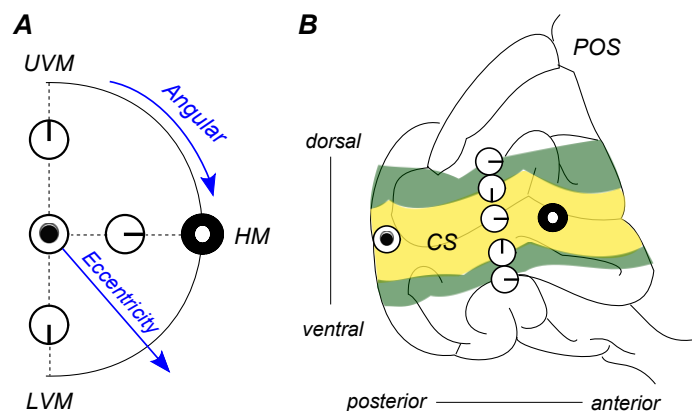 A
UVM
Angular
HM
Eccentricity
LVM
B
POS
dorsal
CS
ventral
posterior
anterior